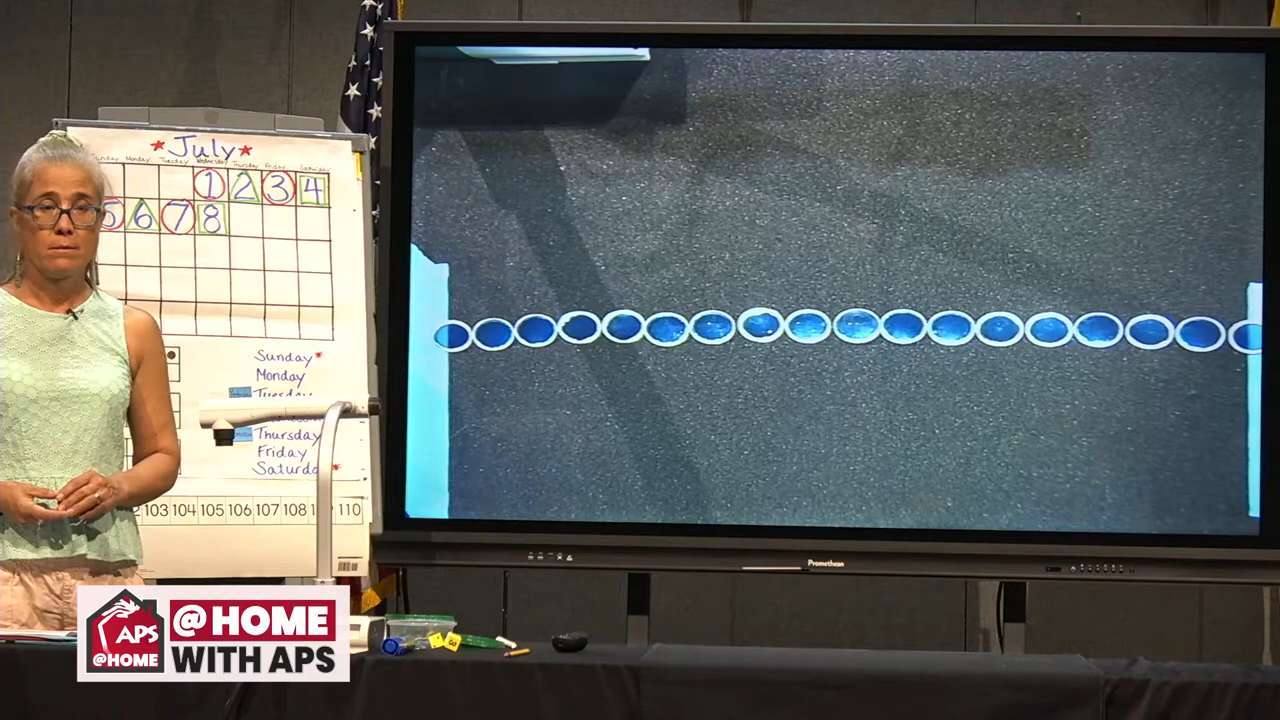 *July*
Sunday Monday Tuesday Wednesday Thursday Friday Saturday
1 2 3 4
5 6 7 8
Sunday*
Monday
Tuesday
Thursday
Friday
Saturday*
103 104 105 106 107 108 110
Promethean
APS
@HOME
@HOME
WITH APS